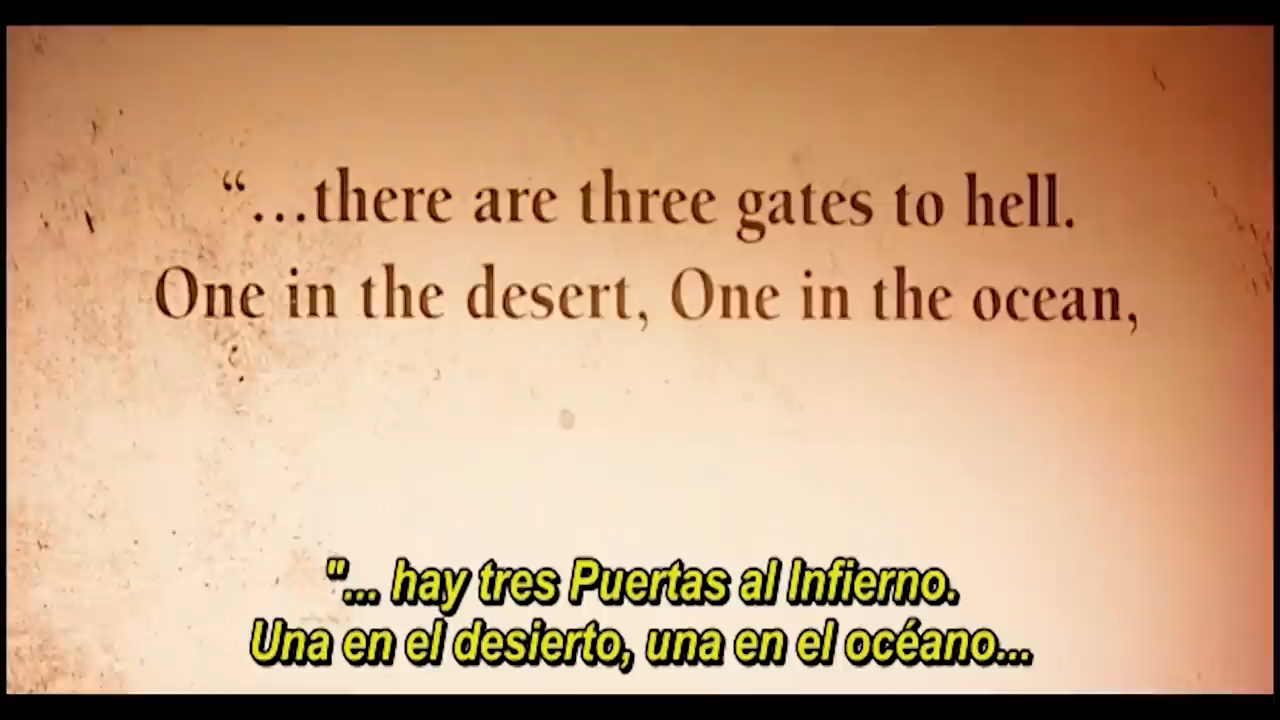 “...there are three gates to hell.
One in the desert, One in the ocean,
"... hay tres Puertas al Infierno.
Una en el desierto, una en el océano...